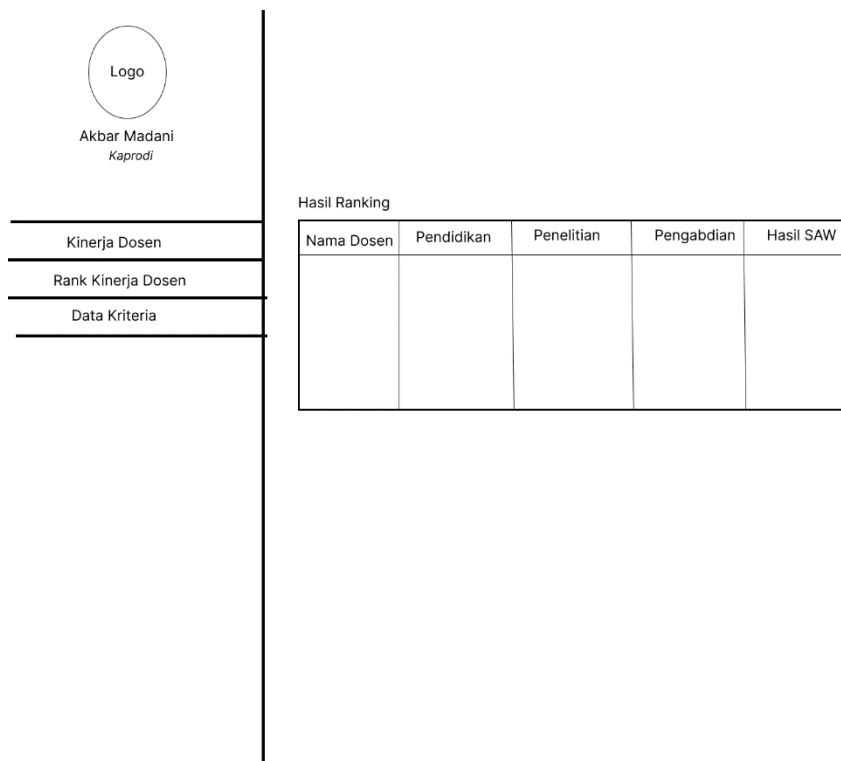 Logo
Akbar Madani
Kaprodi
Kinerja Dosen
Rank Kinerja Dosen
Data Kriteria
Hasil Ranking
Nama Dosen Pendidikan Penelitian Pengabdian Hasil SAW